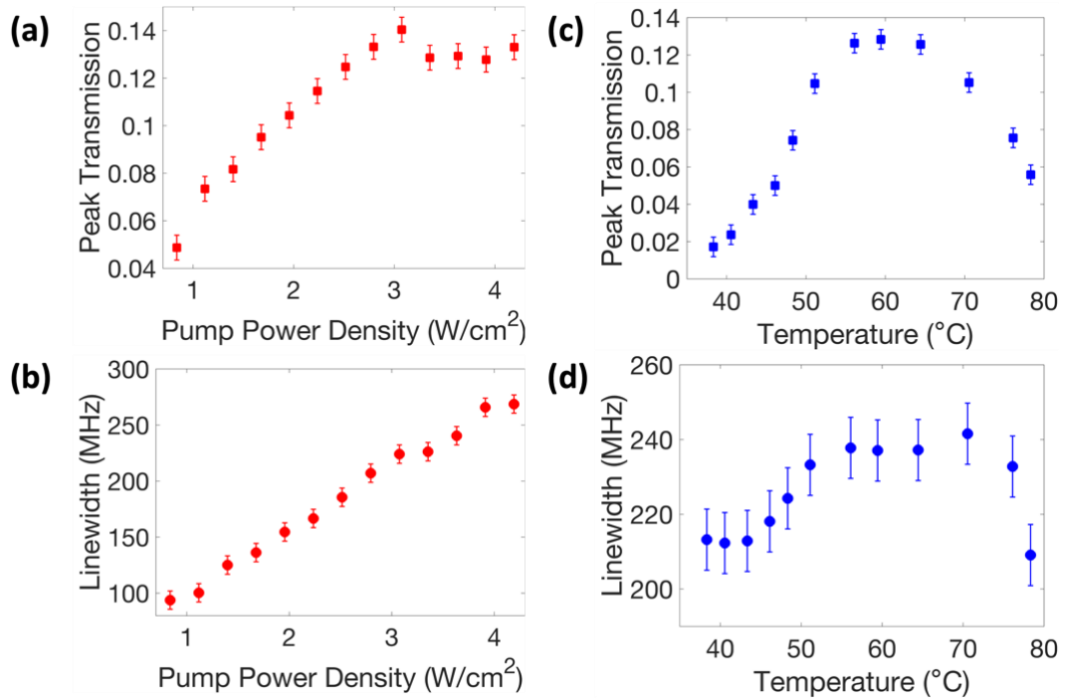 (a)
Peak Transmission
0.14
0.12
0.1
0.08
0.06
0.04
1 2 3 4
Pump Power Density (W/cm²)
(c)
Peak Transmission
0.14
0.12
0.1
0.08
0.06
0.04
0.02
0
40 50 60 70 80
Temperature (°C)
(b)
Linewidth (MHz)
300
250
200
150
100
1 2 3 4
Pump Power Density (W/cm²)
(d)
Linewidth (MHz)
260
240
220
200
40 50 60 70 80
Temperature (°C)